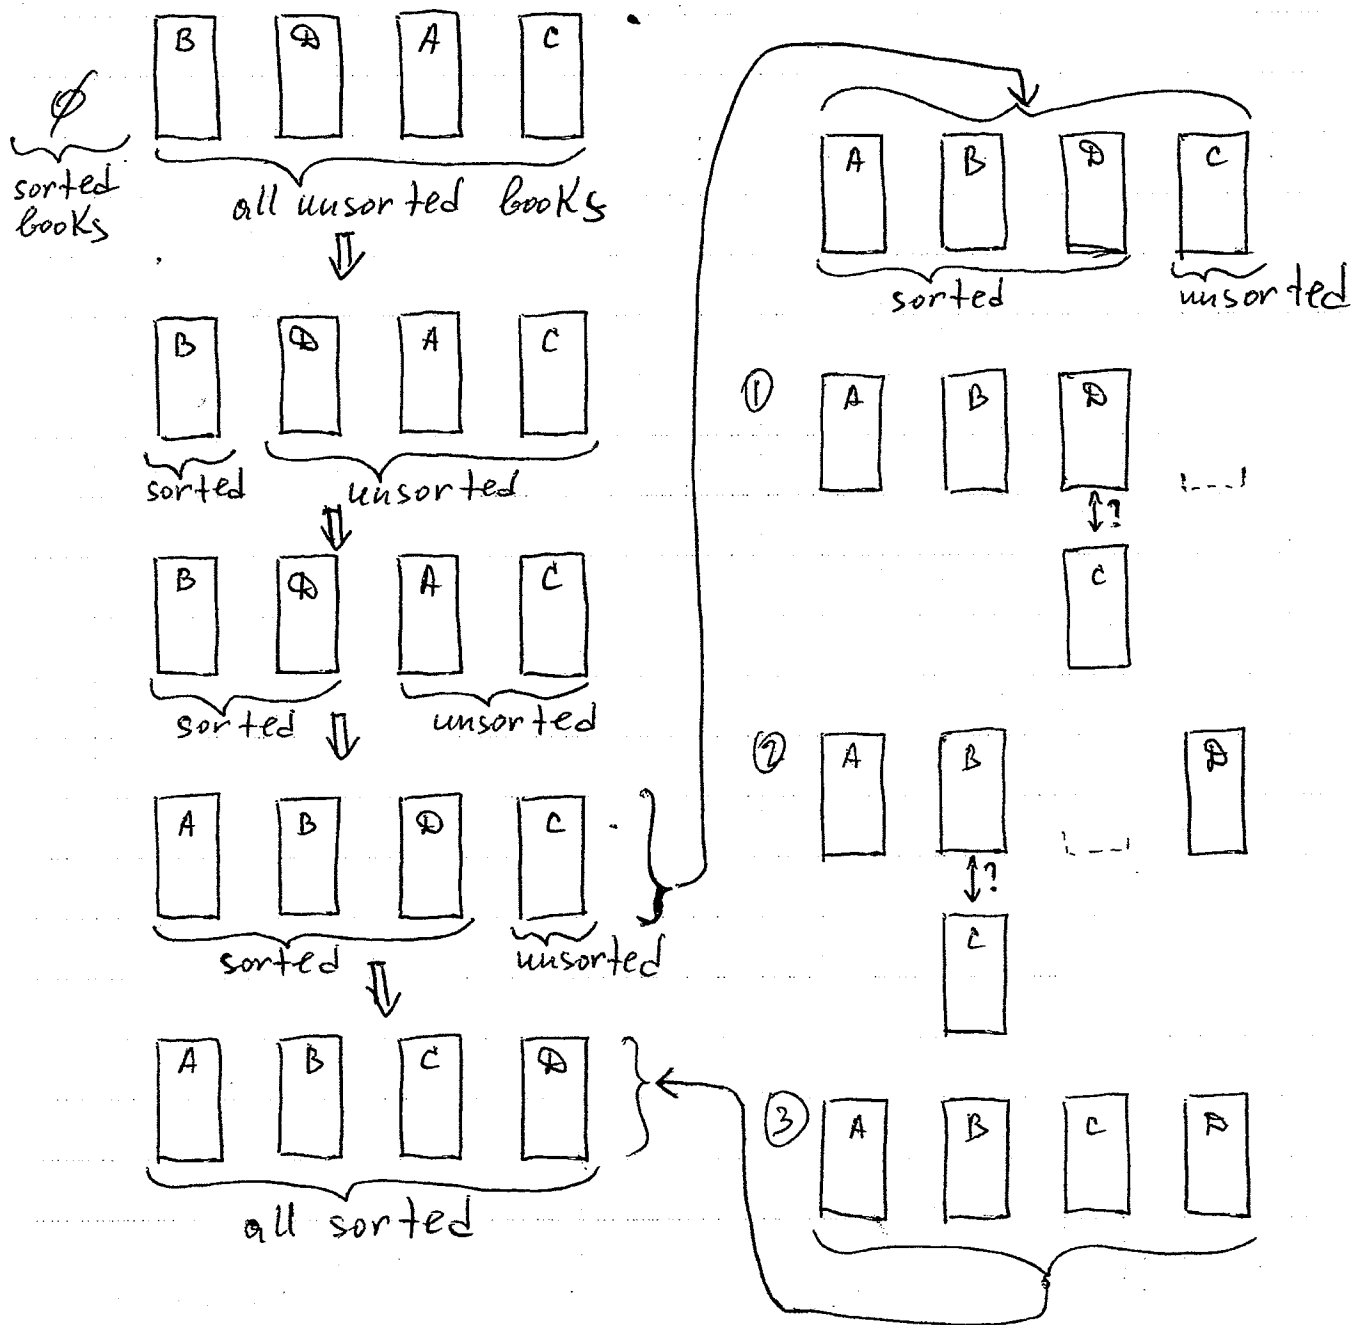 B D A C
∅
sorted
books
all unsorted books
⇓
B D A C
sorted unsorted
⇓
B D A C
sorted unsorted
⇓
A B D C
sorted unsorted
⇓
A B C D
all sorted
A B D C
sorted unsorted
① A B D
↕?
C
② A B D
↕?
C
③ A B C D